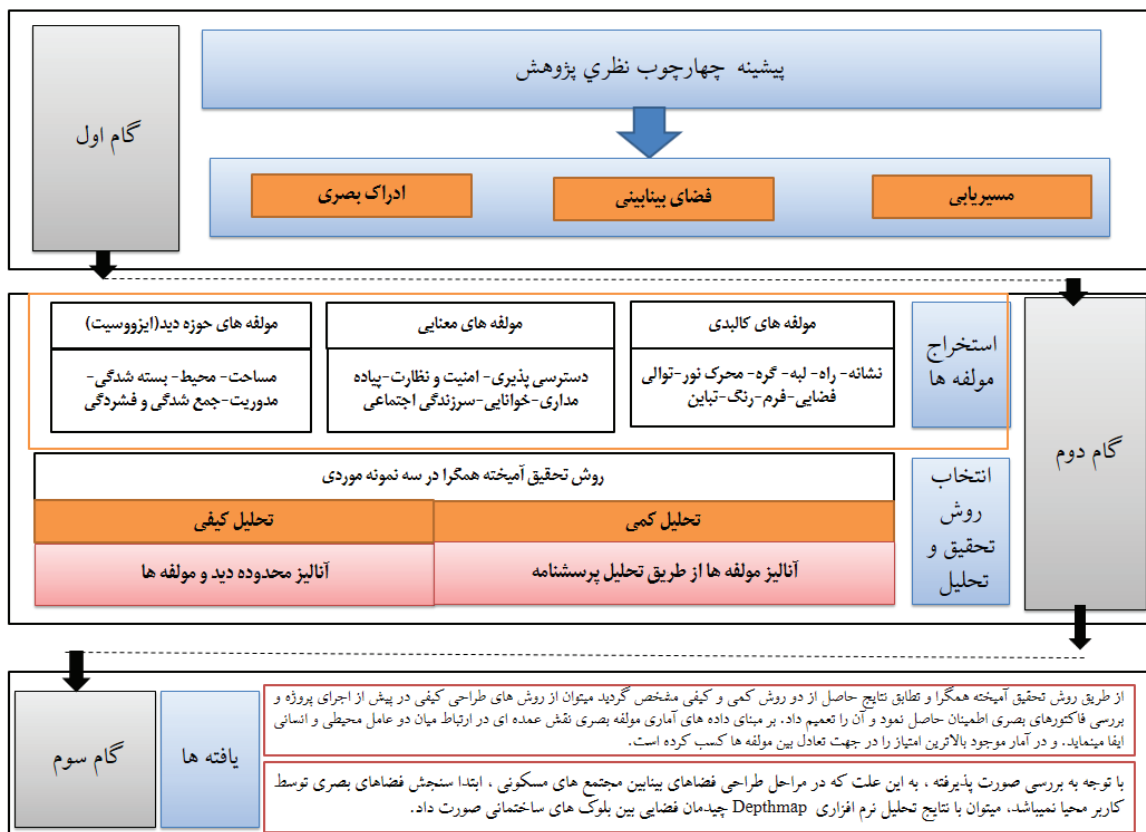 گام اول
پیشینه چهارچوب نظري پژوهش
مسیریابی
فضای بینابینی
ادراک بصری
گام دوم
استخراج
مولفه ها
مولفه های کالبدی
نشانه- راه- لبه- گره- محرک نور-توالی
فضایی-فرم-رنگ-تباین
مولفه های معنایی
دسترسی پذیری- امنیت و نظارت-پیاده
مداری-خوانایی-سرزندگی اجتماعی
مولفه های حوزه دید(ایزووسیت)
مساحت- محیط- بسته شدگی-
مدوریت-جمع شدگی و فشردگی
انتخاب
روش
تحقیق و
تحلیل
روش تحقیق آمیخته همگرا در سه نمونه موردی
تحلیل کمی
تحلیل کیفی
آنالیز مولفه ها از طریق تحلیل پرسشنامه
آنالیز محدوده دید و مولفه ها
گام سوم
یافته ها
از طریق روش تحقیق آمیخته همگرا و تطابق نتایج حاصل از دو روش کمی و کیفی مشخص گردید میتوان از روش های طراحی کیفی در پیش از اجرای پروژه و
بررسی فاکتورهای بصری اطمینان حاصل نمود و آن را تعمیم داد. بر مبنای داده های آماری مولفه بصری نقش عمده ای در ارتباط میان دو عامل محیطی و انسانی
ایفا مینماید. و در آمار موجود بالاترین امتیاز را در جهت تعادل بین مولفه ها کسب کرده است.
با توجه به بررسی صورت پذیرفته ، به این علت که در مراحل طراحی فضاهای بینابین مجتمع های مسکونی ، ابتدا سنجش فضاهای بصری توسط
کاربر محیا نمیباشد، میتوان با نتایج تحلیل نرم افزاری Depthmap چیدمان فضایی بین بلوک های ساختمانی صورت داد.